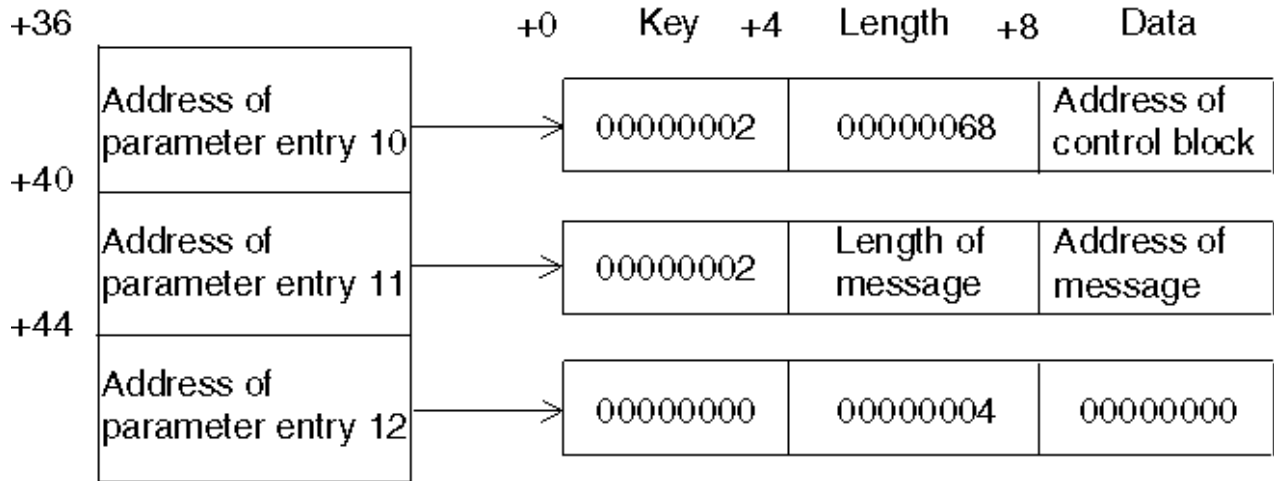 +36 +0 Key +4 Length +8 Data
Address of
parameter entry 10
00000002 00000068
Address of
control block
+40
Address of
parameter entry 11
00000002
Length of
message
Address of
message
+44
Address of
parameter entry 12
00000000 00000004 00000000